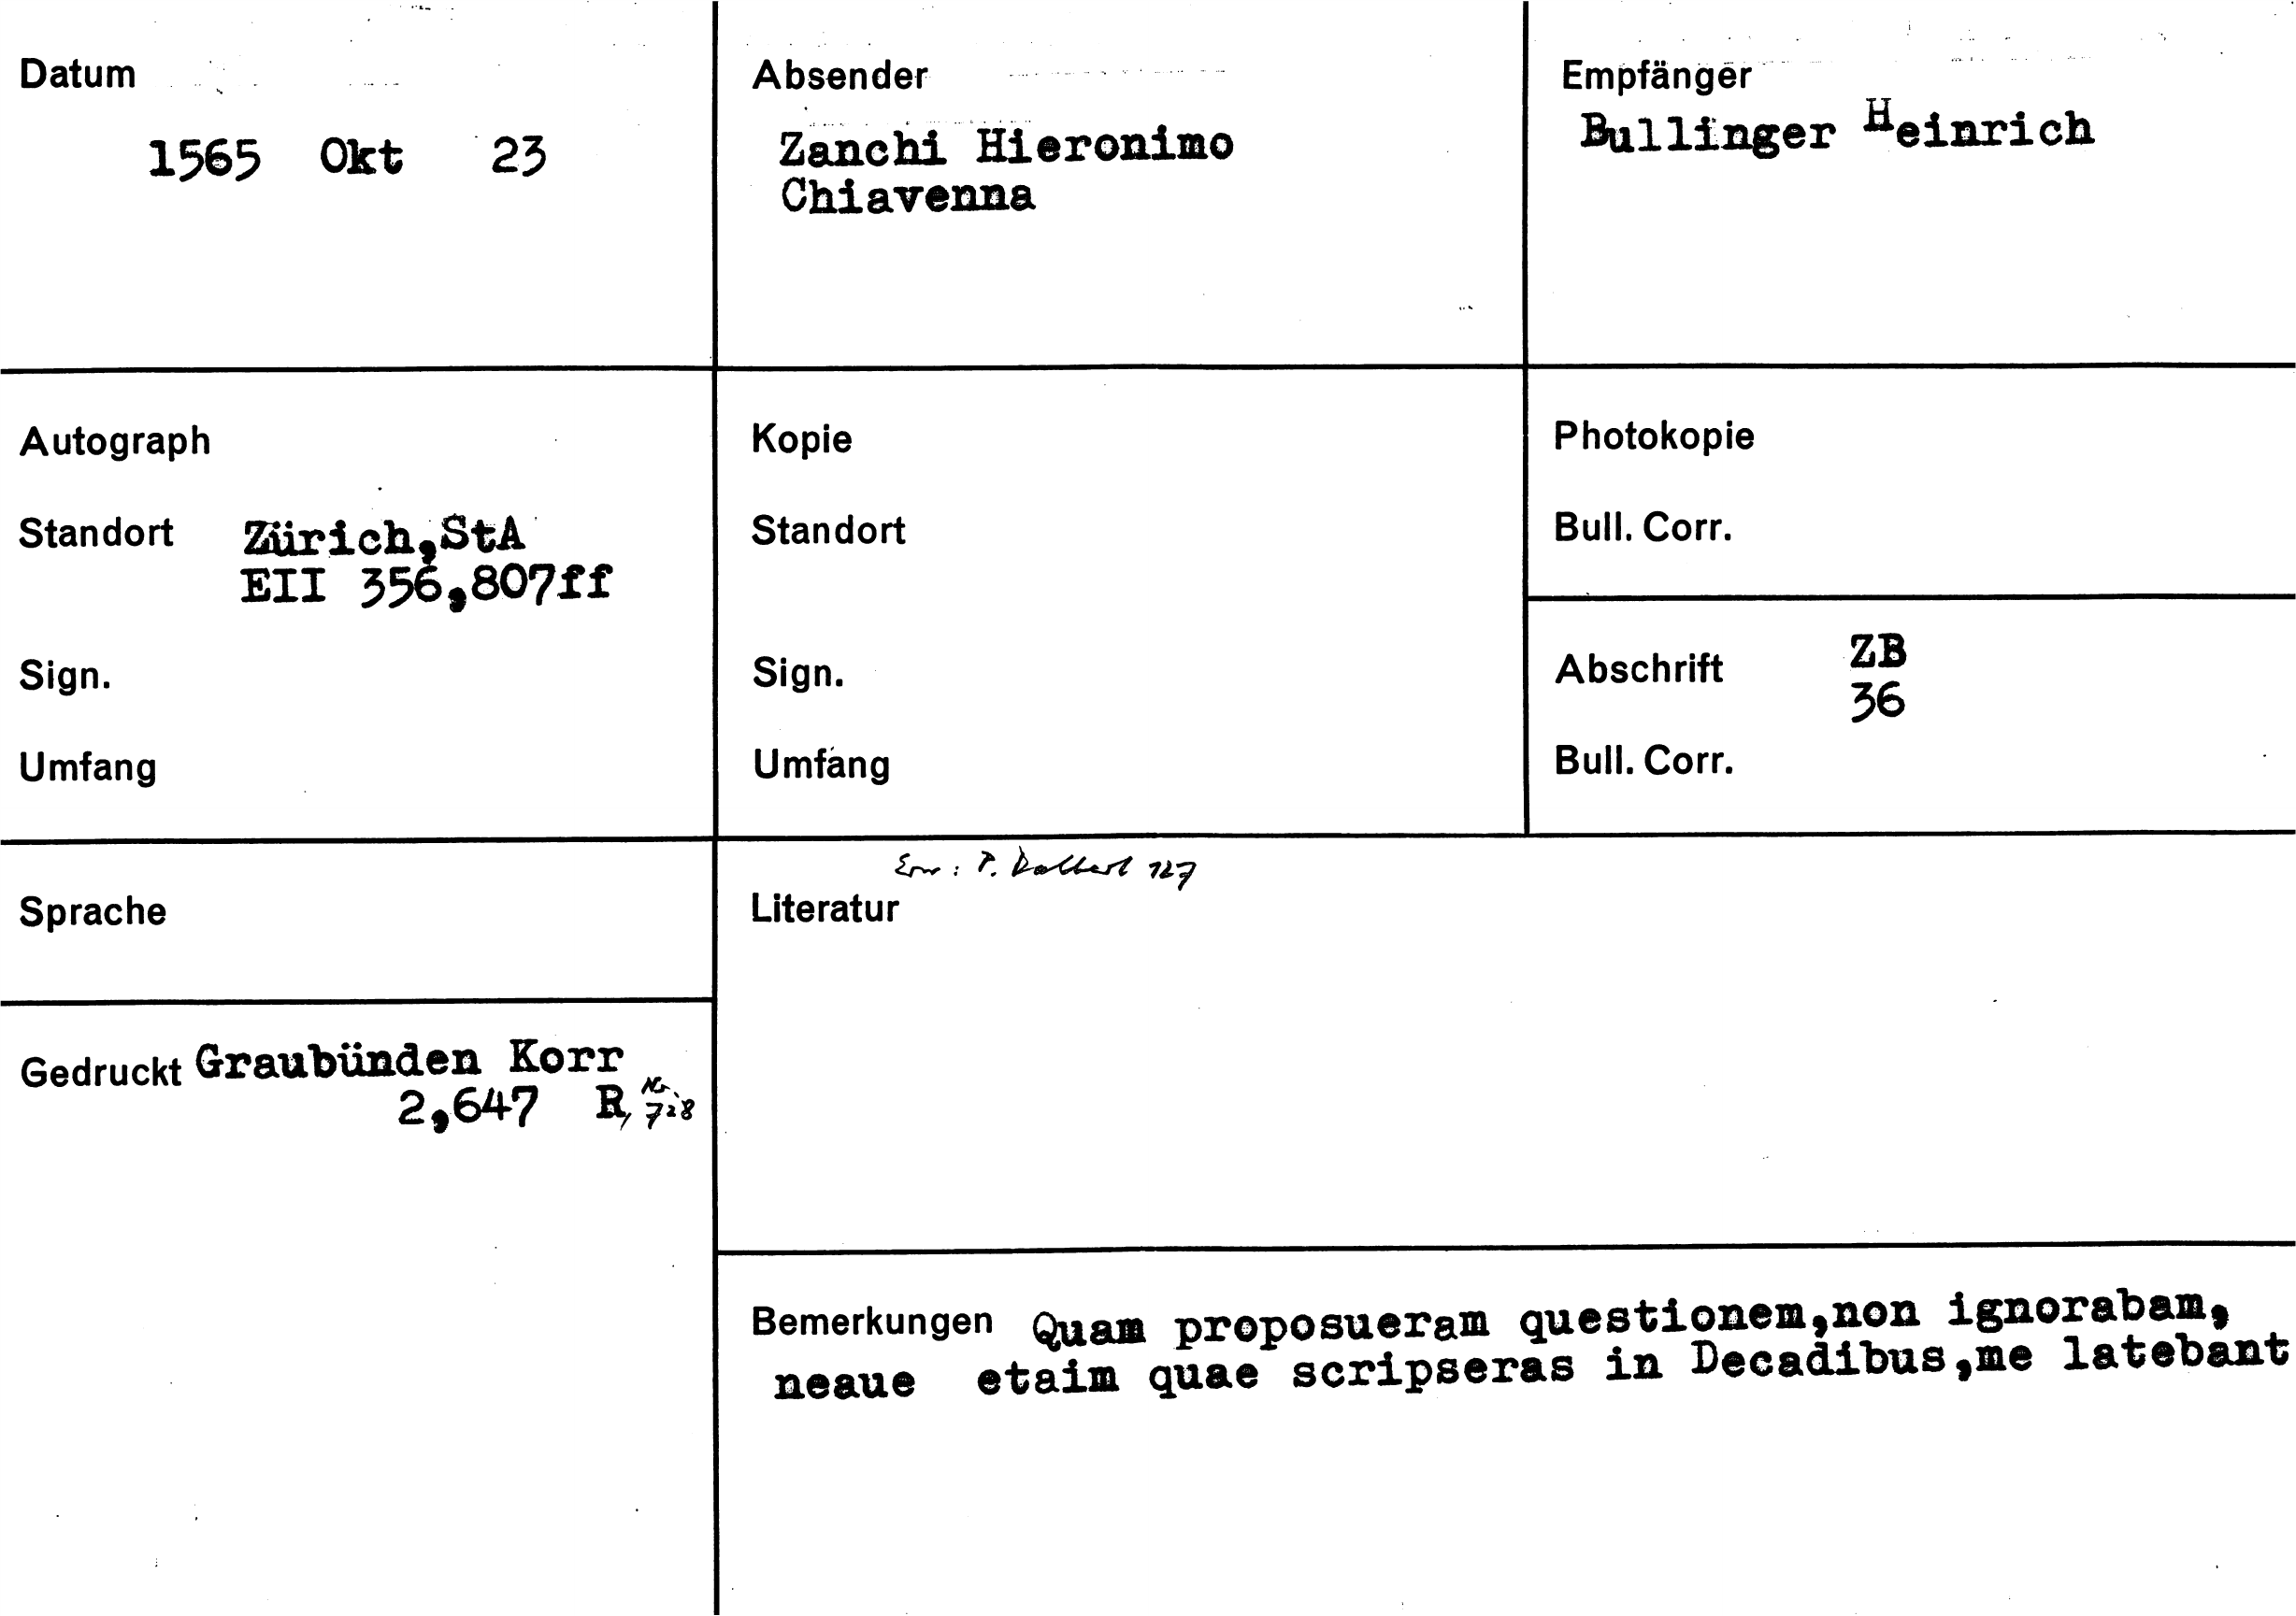 Datum
1565 Okt 23
Absender
Zanchi Hieronimo
Chiavenna
Empfänger
Bullinger Heinrich
Autograph
Standort Zürich,StA
EII 356,807ff
Sign.
Umfang
Kopie
Standort
Sign.
Umfang
Photokopie
Bull. Corr.
Abschrift ZB
36
Bull. Corr.
Sprache
Gedruckt Graubünden Korr
2,647 R, Nr. 728
Erw: P. Dalbert 127
Literatur
Bemerkungen Quam proposueram questionem,non ignorabam,
neaue etaim quae scripseras in Decadibus,me latebant